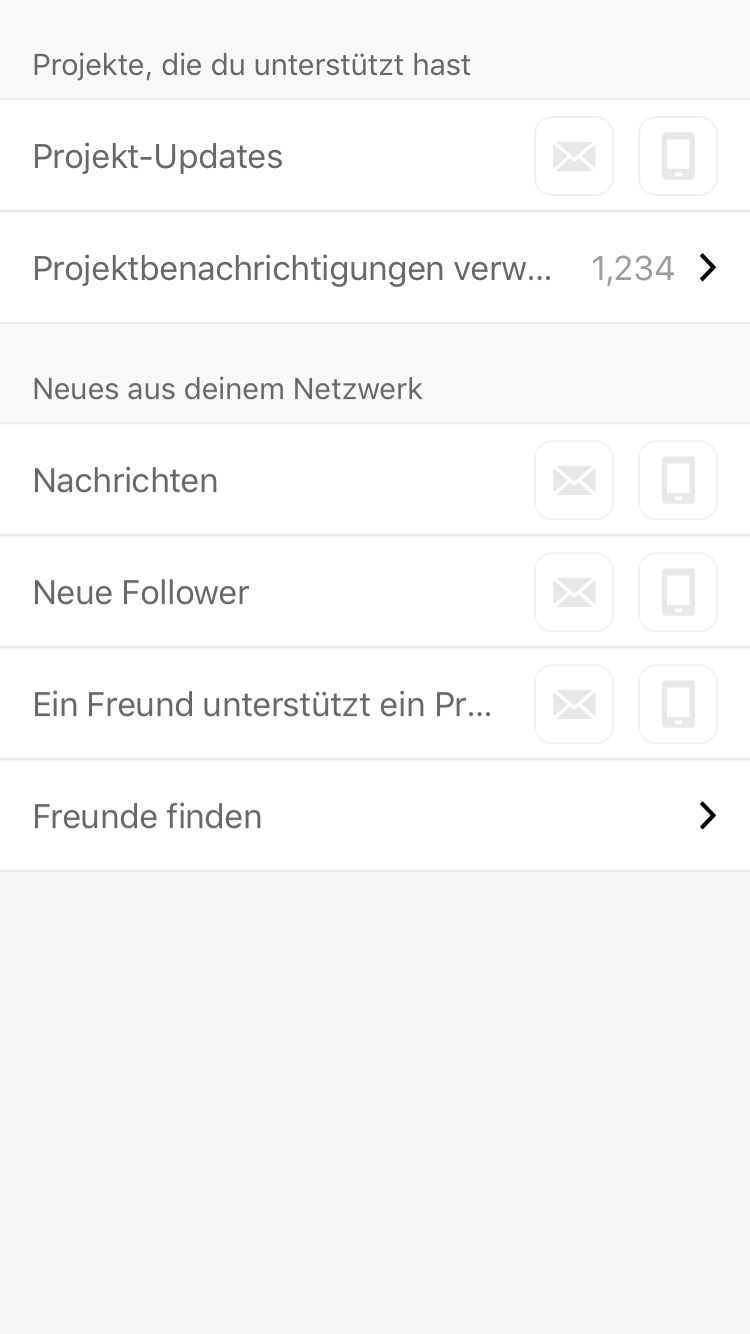 Projekte, die du unterstützt hast
Projekt-Updates
Projektbenachrichtigungen verw... 1,234
Neues aus deinem Netzwerk
Nachrichten
Neue Follower
Ein Freund unterstützt ein Pr...
Freunde finden